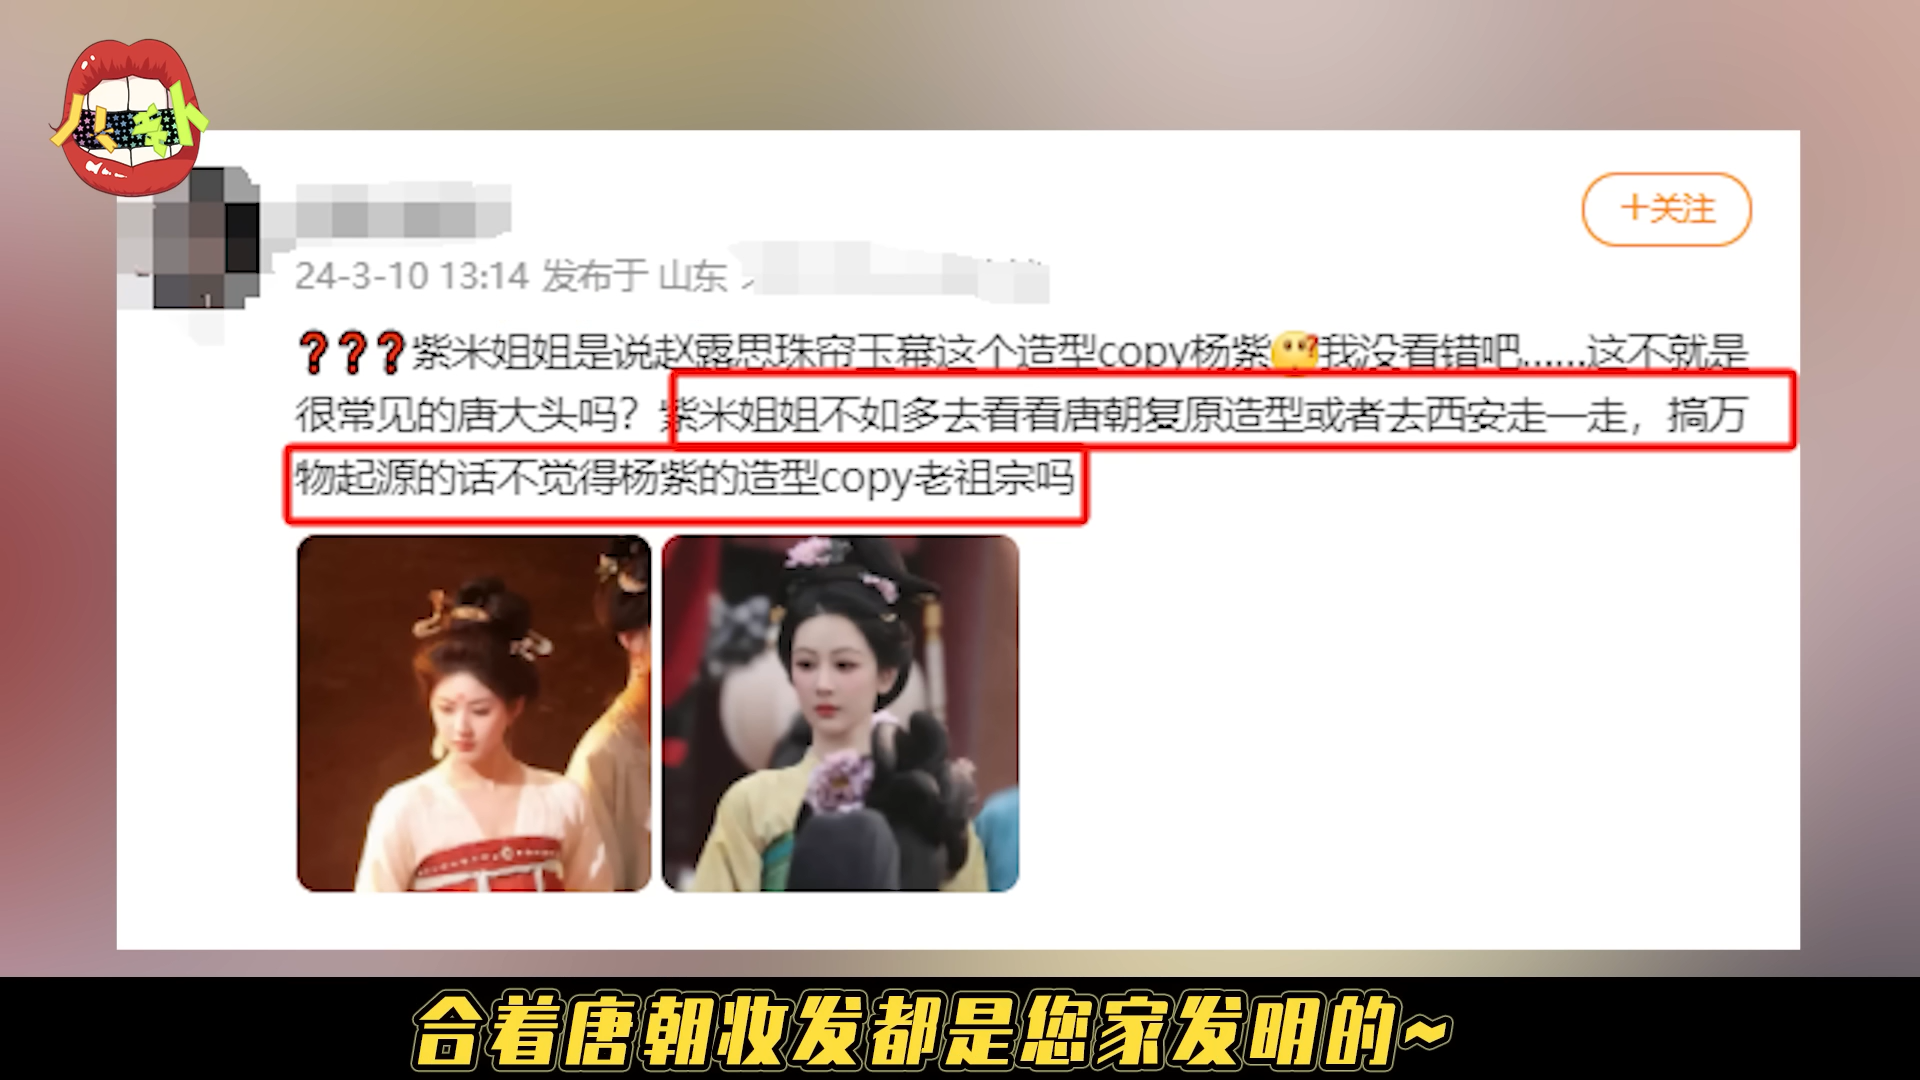 八卦
十关注
24-3-10 13:14 发布于 山东
❓❓❓紫米姐姐是说赵露思珠帘玉幕这个造型copy杨紫我没看错吧......这不就是
很常见的唐大头吗？紫米姐姐不如多去看看唐朝复原造型或者去西安走一走，搞万
物起源的话不觉得杨紫的造型copy老祖宗吗
合着唐朝妆发都是您家发明的~